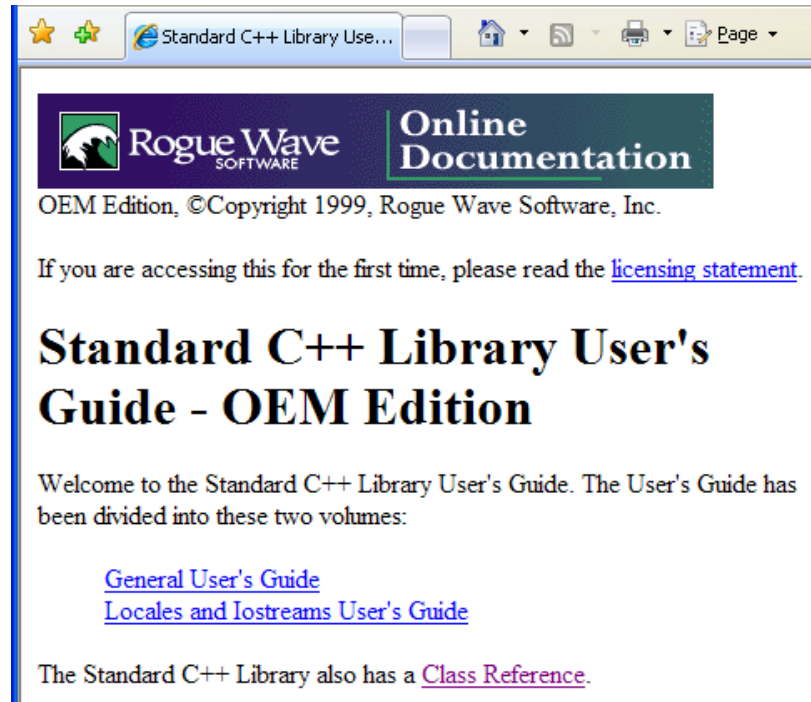 Standard C++ Library Use... Page
Rogue Wave
SOFTWARE
Online
Documentation
OEM Edition, ©Copyright 1999, Rogue Wave Software, Inc.
If you are accessing this for the first time, please read the licensing statement.
Standard C++ Library User's
Guide - OEM Edition
Welcome to the Standard C++ Library User's Guide. The User's Guide has
been divided into these two volumes:
General User's Guide
Locales and Iostreams User's Guide
The Standard C++ Library also has a Class Reference.